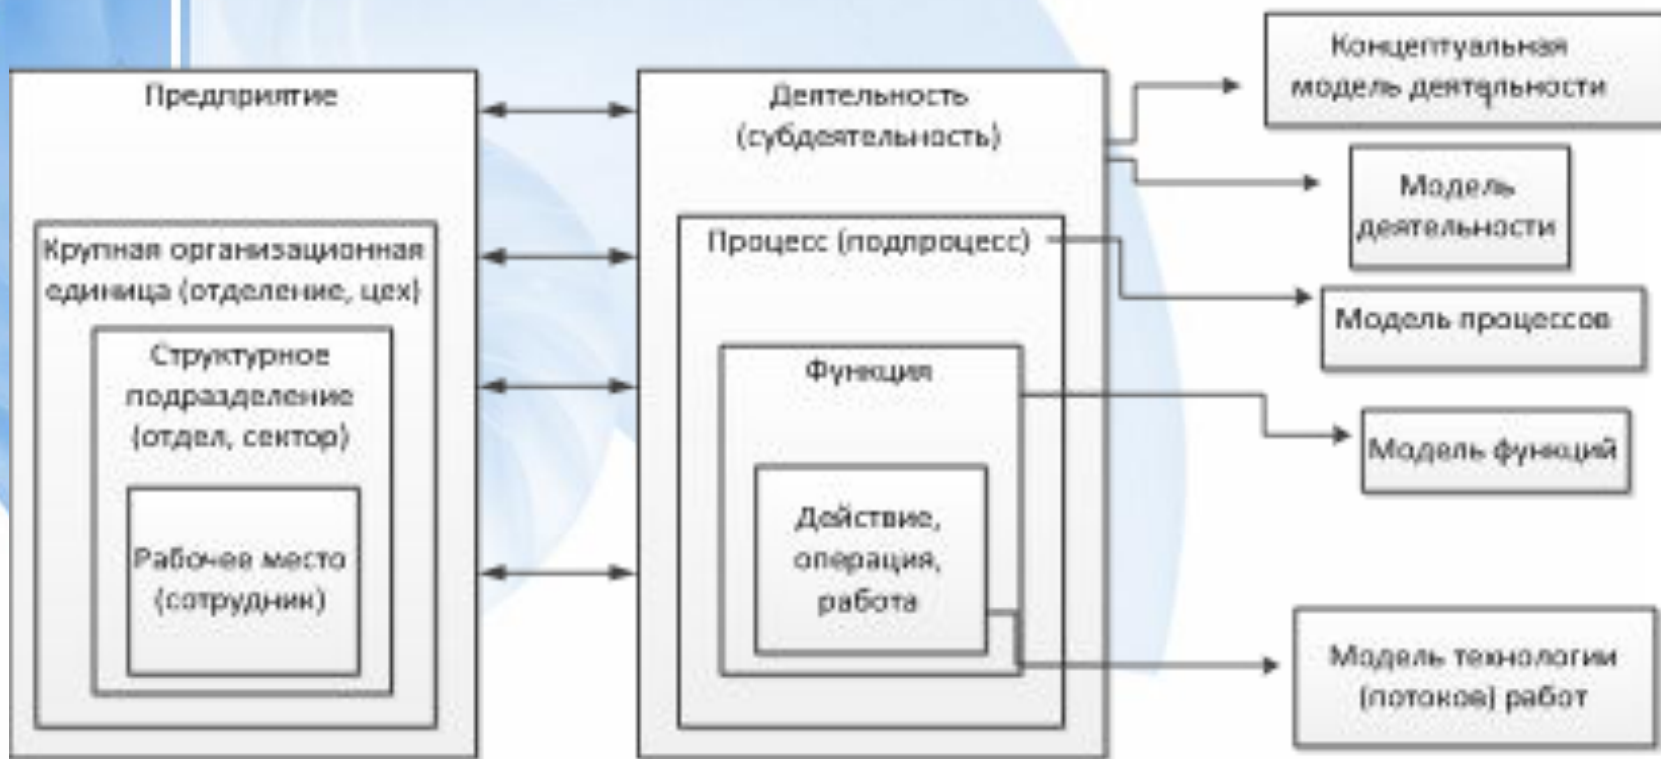 Предприятие
Крупная организационная
единица (отделение, цех)
Структурное
подразделение
(отдел, сектор)
Рабочее место
(сотрудник)
Деятельность
(субдеятельность)
Процесс (подпроцесс)
Функция
Действие,
операция,
работа
Концептуальная
модель деятельности
Модель
деятельности
Модель процессов
Модель функций
Модель технологии
(потоков) работ